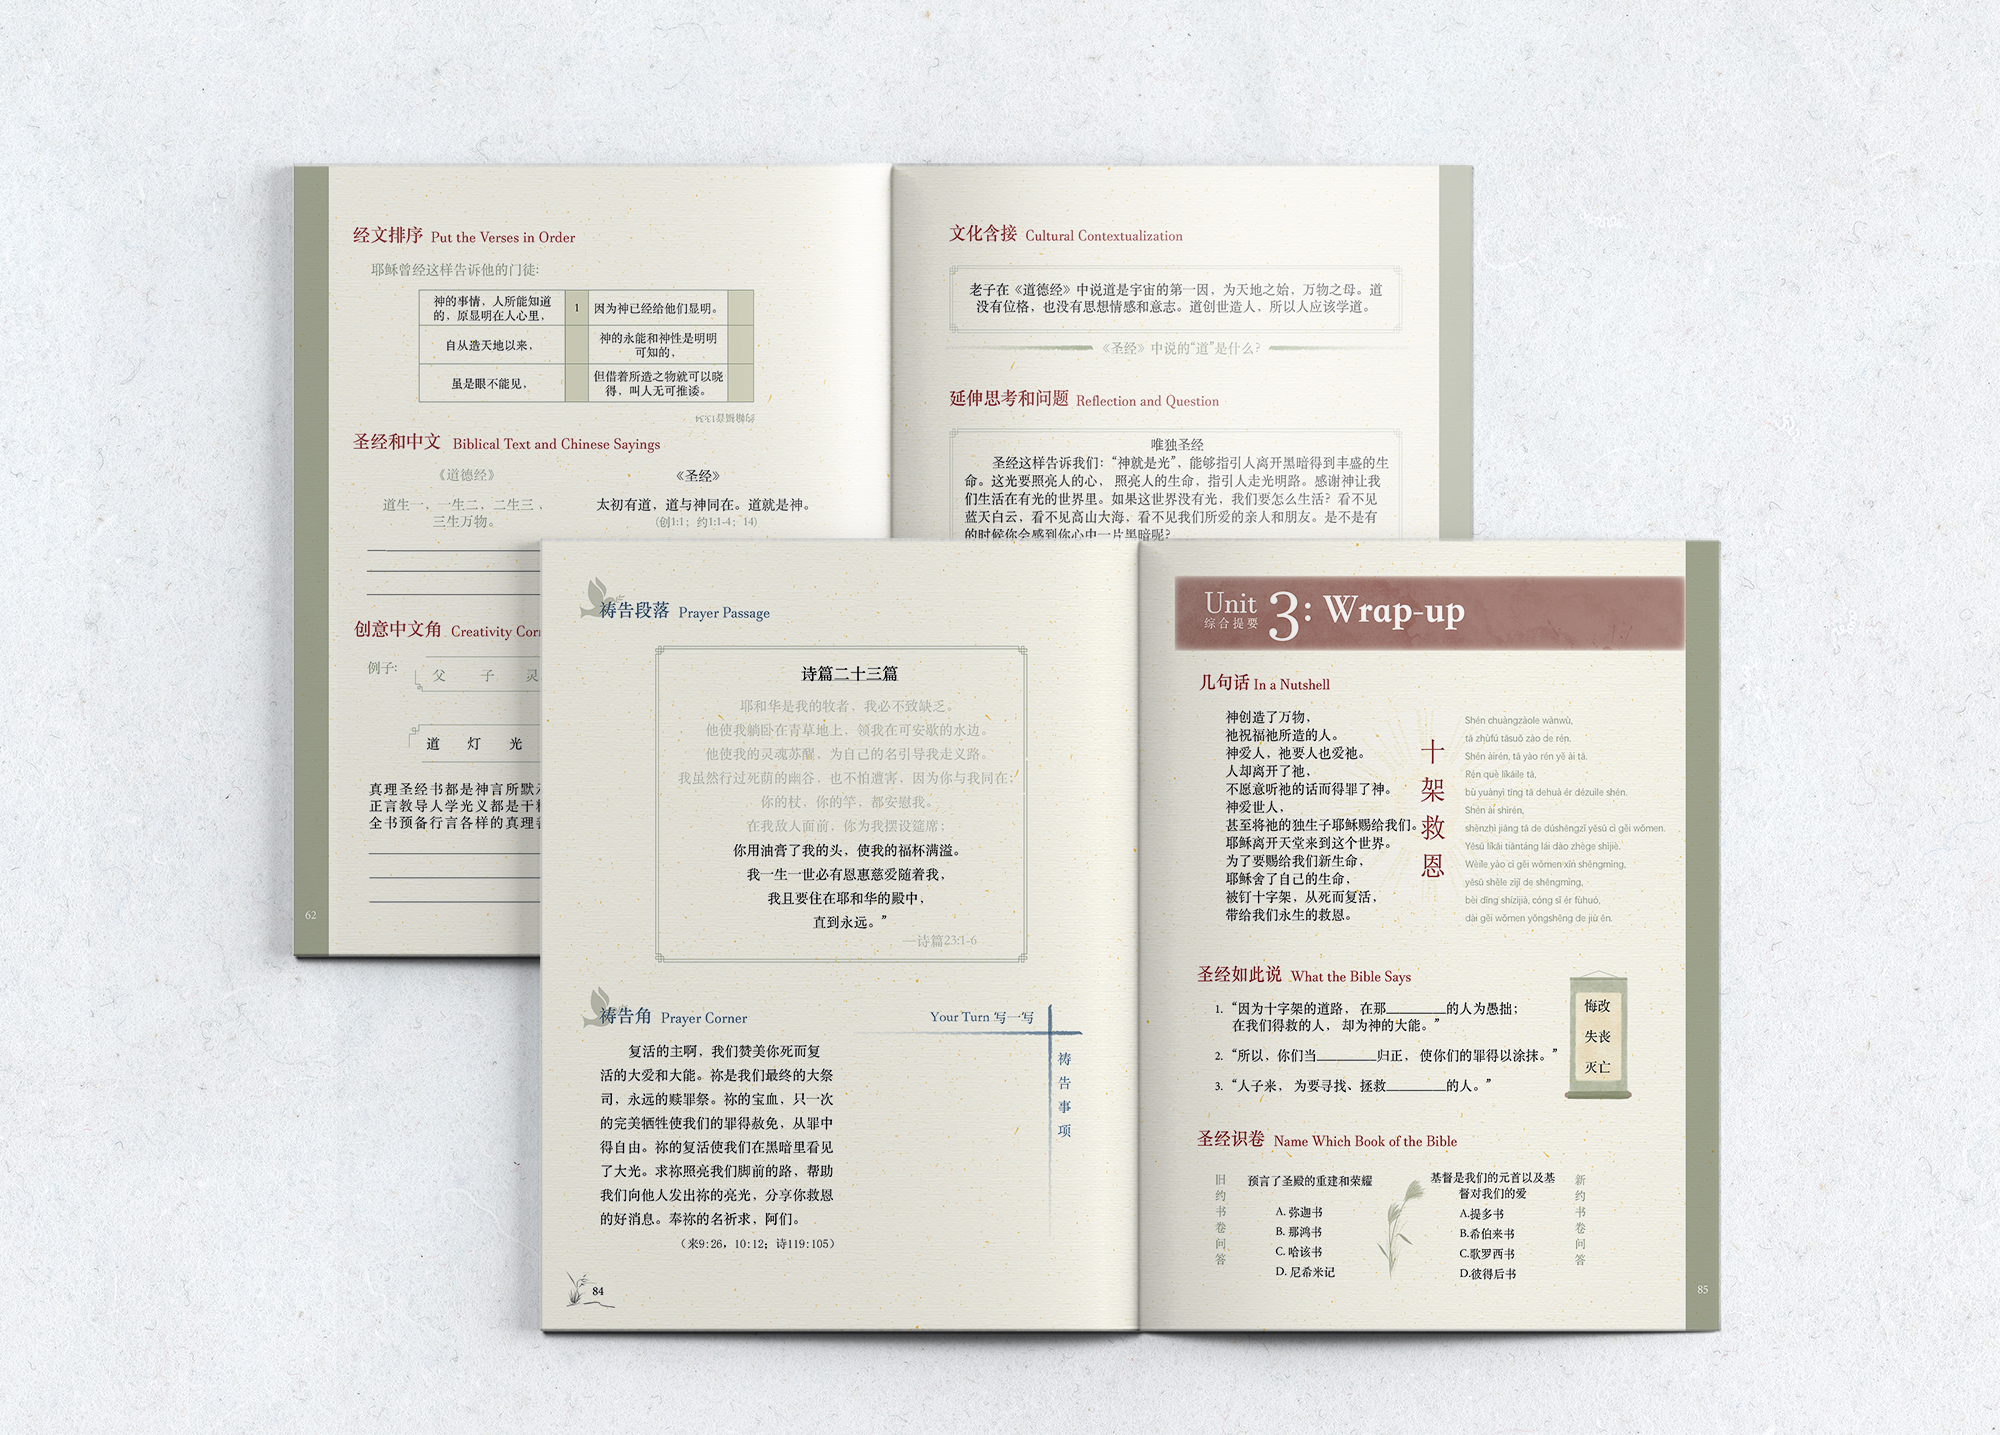 经文排序 Put the Verses in Order
耶稣曾经这样告诉他的门徒:
神的事情，人所能知道
的，原显明在人心里，
1
因为神已经给他们显明。
自从造天地以来，
神的永能和神性是明明
可知的，
虽是眼不能见，
但借着所造之物就可以晓
得，叫人无可推诿。
圣经和中文 Biblical Text and Chinese Sayings
《道德经》
道生一，一生二，二生三，
三生万物。
《圣经》
太初有道，道与神同在。道就是神。
（创1:1；约1:1-4；14）
创意中文角 Creativity Cor
例子:
父 子 灵
道 灯 光
真理圣经书都是神言所默
正言教导人学光义都是干
全书预备行言各样的真理
62
文化含接 Cultural Contextualization
老子在《道德经》中说道是宇宙的第一因，为天地之始，万物之母。道
没有位格，也没有思想情感和意志。道创世造人，所以人应该学道。
《圣经》中说的“道”是什么?
延伸思考和问题 Reflection and Question
唯独圣经
圣经这样告诉我们：“神就是光”，能够指引人离开黑暗得到丰盛的生
命。这光要照亮人的心，照亮人的生命，指引人走光明路。感谢神让我
们生活在有光的世界里。如果这世界没有光，我们要怎么生活？看不见
蓝天白云，看不见高山大海，看不见我们所爱的亲人和朋友。是不是有
的时候你会感到你心中一片黑暗呢?
祷告段落 Prayer Passage
诗篇二十三篇
耶和华是我的牧者，我必不致缺乏。
他使我躺卧在青草地上，领我在可安歇的水边。
他使我的灵魂苏醒，为自己的名引导我走义路。
我虽然行过死荫的幽谷，也不怕遭害，因为你与我同在；
你的杖，你的竿，都安慰我。
在我敌人面前，你为我摆设筵席；
你用油膏了我的头，使我的福杯满溢。
我一生一世必有恩惠慈爱随着我，
我且要住在耶和华的殿中，
直到永远。”
—诗篇23:1-6
祷告角 Prayer Corner
复活的主啊，我们赞美你死而复
活的大爱和大能。祢是我们最终的大祭
司，永远的赎罪祭。祢的宝血，只一次
的完美牺牲使我们的罪得赦免，从罪中
得自由。祢的复活使我们在黑暗里看见
了大光。求祢照亮我们脚前的路，帮助
我们向他人发出祢的亮光，分享你救恩
的好消息。奉祢的名祈求，阿们。
（来9:26，10:12；诗119:105）
Your Turn 写一写
祷告事项
84
Unit 3: Wrap-up
综合提要
几句话 In a Nutshell
神创造了万物，
祂祝福祂所造的人。
神爱人，祂要人也爱祂。
人却离开了祂，
不愿意听祂的话而得罪了神。
神爱世人，
甚至将祂的独生子耶稣赐给我们。
耶稣离开天堂来到这个世界。
为了要赐给我们新生命，
耶稣舍了自己的生命，
被钉十字架，从死而复活，
带给我们永生的救恩。
十架救恩
Shén chuàngzàole wànwù,
tā zhùfú tāsuǒ zào de rén.
Shén àirén, tā yào rén yě ài tā.
Rén què líkāile tā,
bù yuànyì tīng tā dehuà ér dézuìle shén.
Shén ài shìrén,
shènzhì jiāng tā de dúshēngzǐ yēsū cì gěi wǒmen.
Yēsū líkāi tiāntáng lái dào zhège shìjiè.
Wèile yào cì gěi wǒmen xīn shēngmìng,
yēsū shěle zìjǐ de shēngmìng,
bèi dīng shízìjià, cóng sǐ ér fùhuó,
dài gěi wǒmen yǒngshēng de jiù ēn.
圣经如此说 What the Bible Says
1. “因为十字架的道路，在那________的人为愚拙；
在我们得救的人，却为神的大能。”
2. “所以，你们当________归正，使你们的罪得以涂抹。”
3. “人子来，为要寻找、拯救________的人。”
悔改
失丧
灭亡
圣经识卷 Name Which Book of the Bible
旧约书卷问答
预言了圣殿的重建和荣耀
A. 弥迦书
B. 那鸿书
C. 哈该书
D. 尼希米记
基督是我们的元首以及基
督对我们的爱
A.提多书
B.希伯来书
C.歌罗西书
D.彼得后书
新约书卷问答
85